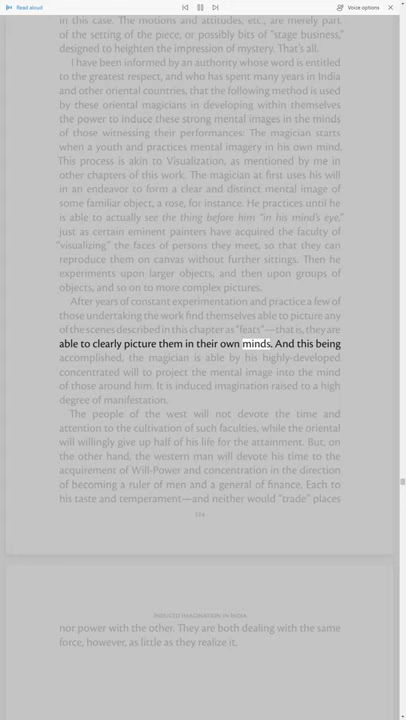 Read aloud
Voice options
in this case. The motions and attitudes, etc., are merely part
of the setting of the piece, or possibly bits of "stage business,"
designed to heighten the impression of mystery. That's all.
I have been informed by an authority whose word is entitled
to the greatest respect, and who has spent many years in India
and other oriental countries, that the following method is used
by these oriental magicians in developing within themselves
the power to induce these strong mental images in the minds
of those witnessing their performances: The magician starts
when a youth and practices mental imagery in his own mind.
This process is akin to Visualization, as mentioned by me in
other chapters of this work. The magician at first uses his will
in an endeavor to form a clear and distinct mental image of
some familiar object, a rose, for instance. He practices until he
is able to actually see the thing before him "in his mind's eye,"
just as certain eminent painters have acquired the faculty of
"visualizing" the faces of persons they meet, so that they can
reproduce them on canvas without further sittings. Then he
experiments upon larger objects, and then upon groups of
objects, and so on to more complex pictures.
After years of constant experimentation and practice a few of
those undertaking the work find themselves able to picture any
of the scenes described in this chapter as "feats"—that is, they are
able to clearly picture them in their own minds. And this being
accomplished, the magician is able by his highly-developed
concentrated will to project the mental image into the mind
of those around him. It is induced imagination raised to a high
degree of manifestation.
The people of the west will not devote the time and
attention to the cultivation of such faculties, while the oriental
will willingly give up half of his life for the attainment. But, on
the other hand, the western man will devote his time to the
acquirement of Will-Power and concentration in the direction
of becoming a ruler of men and a general of finance. Each to
his taste and temperament—and neither would "trade" places
104
Induced Imagination in India
nor power with the other. They are both dealing with the same
force, however, as little as they realize it.